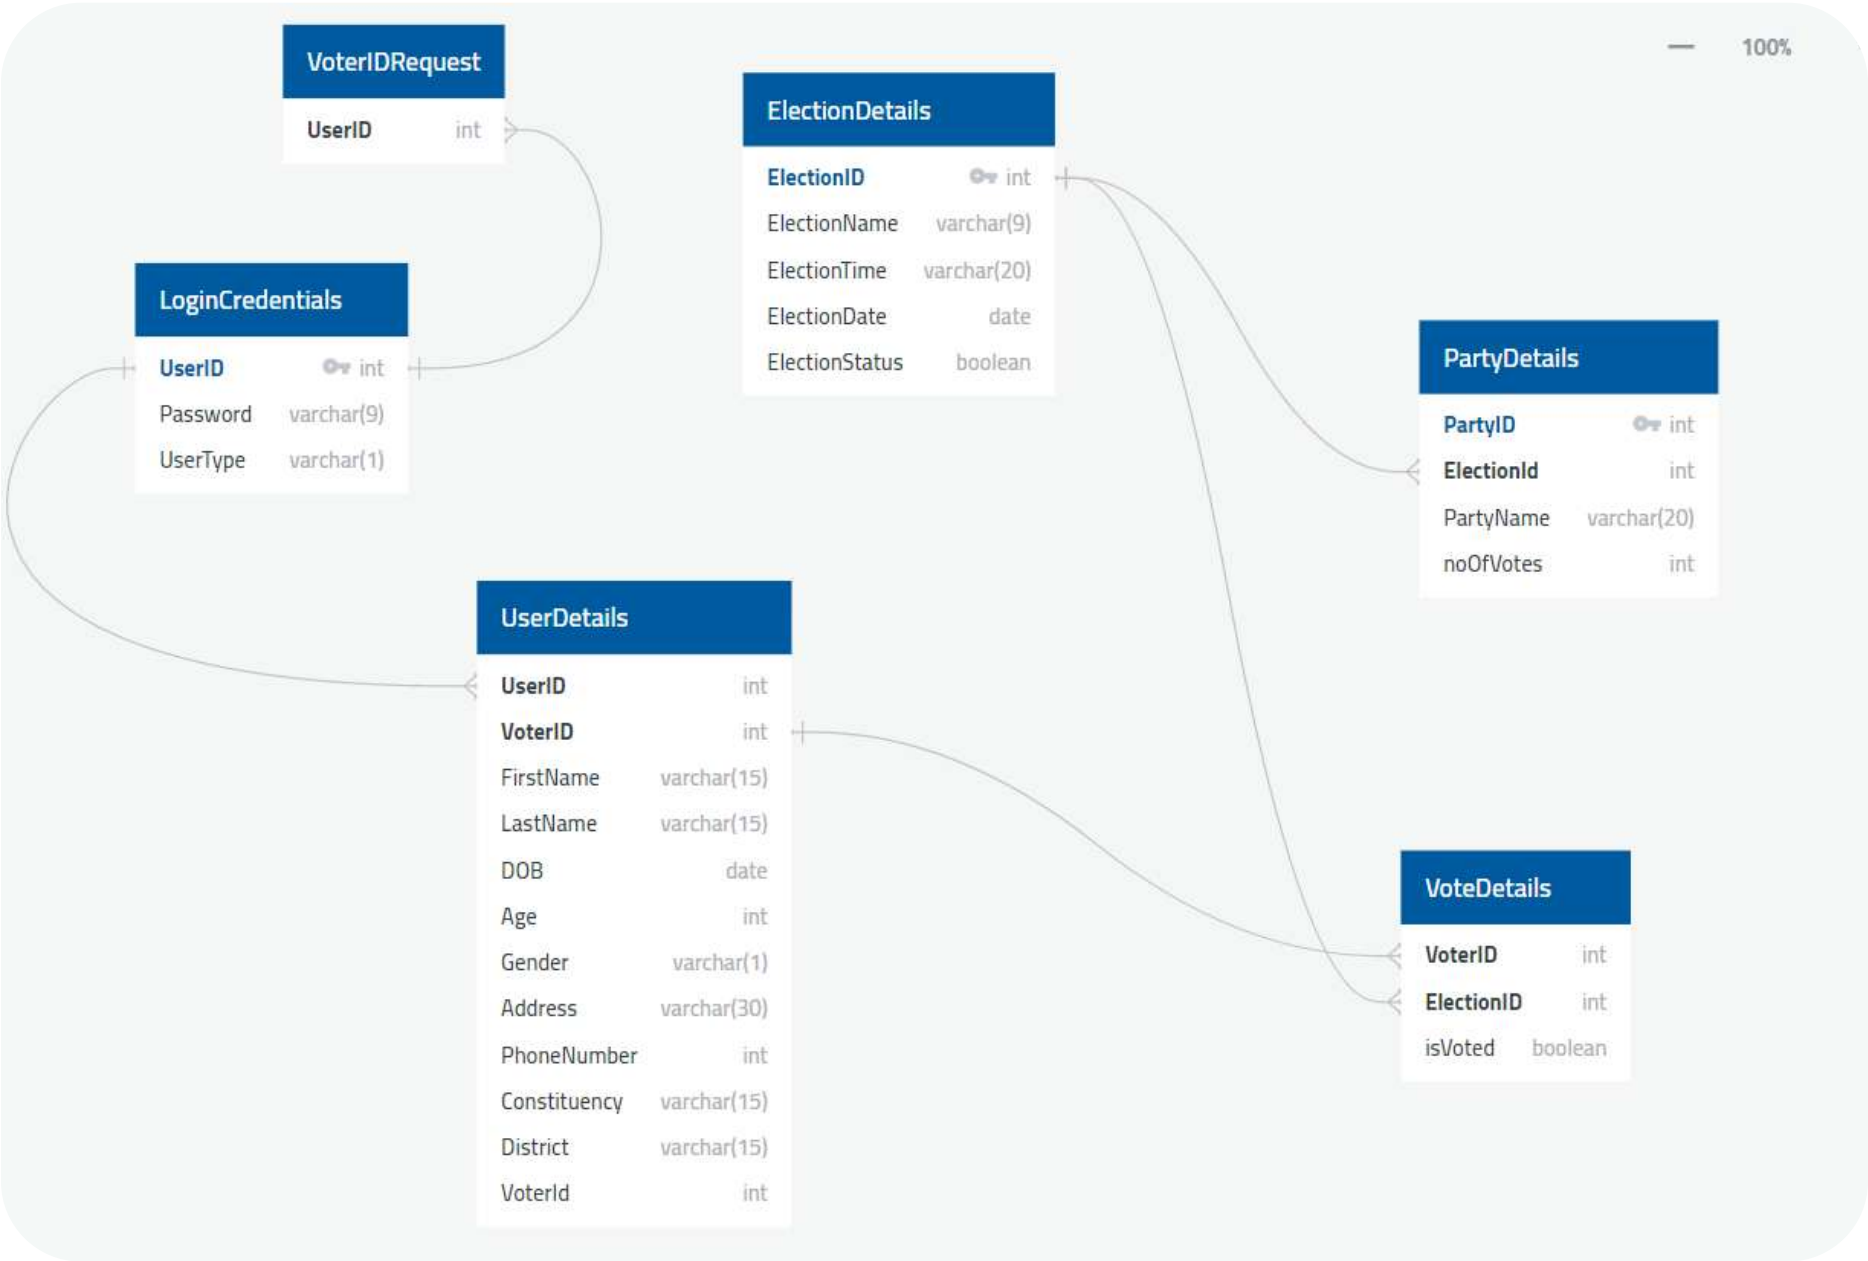 VoterIDRequest
UserID int
— 100%
ElectionDetails
ElectionID int
ElectionName varchar(9)
ElectionTime varchar(20)
ElectionDate date
ElectionStatus boolean
LoginCredentials
UserID int
Password varchar(9)
UserType varchar(1)
PartyDetails
PartyID int
ElectionId int
PartyName varchar(20)
noOfVotes int
UserDetails
UserID int
VoterID int
FirstName varchar(15)
LastName varchar(15)
DOB date
Age int
Gender varchar(1)
Address varchar(30)
PhoneNumber int
Constituency varchar(15)
District varchar(15)
VoterId int
VoteDetails
VoterID int
ElectionID int
isVoted boolean